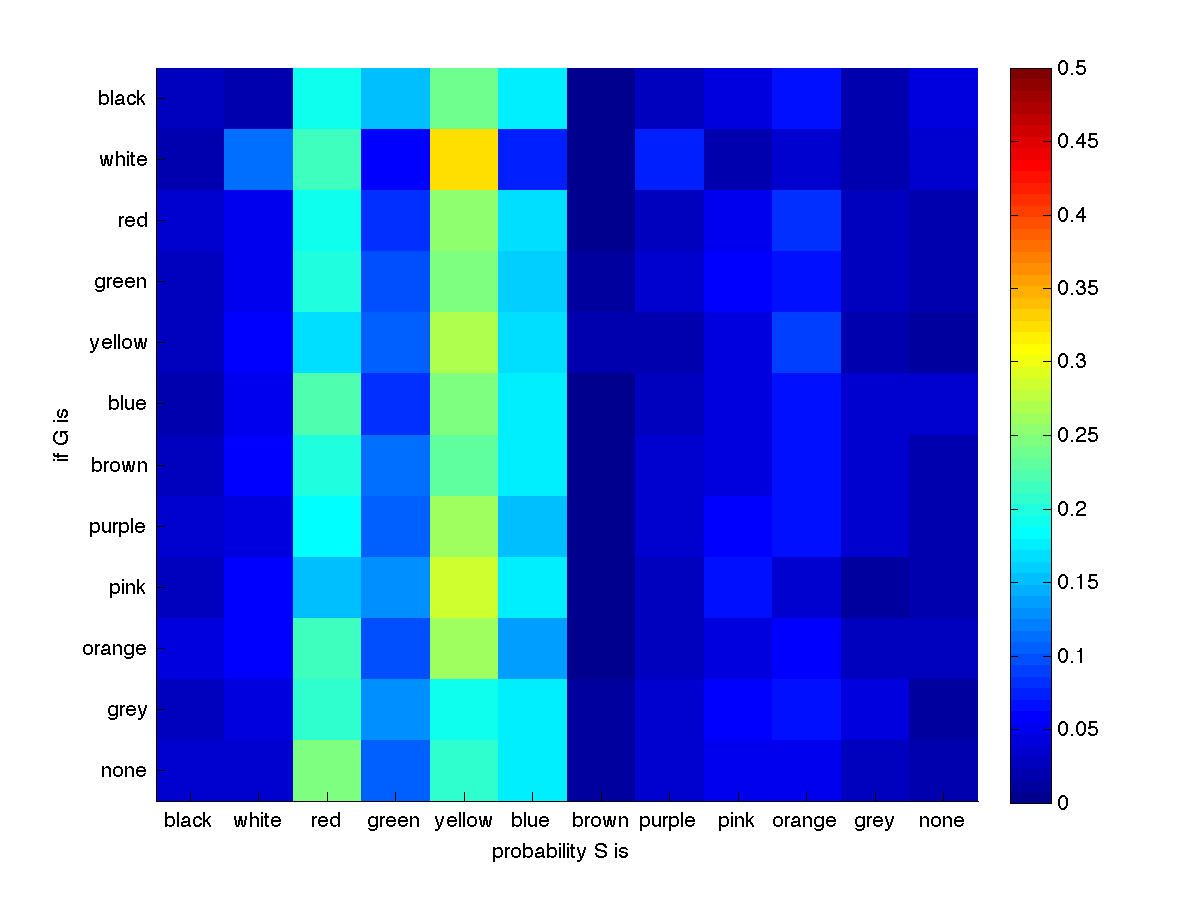 black
white
red
green
yellow
blue
brown
purple
pink
orange
grey
none
if G is
black white red green yellow blue brown purple pink orange grey none
probability S is
0.5
0.45
0.4
0.35
0.3
0.25
0.2
0.15
0.1
0.05
0